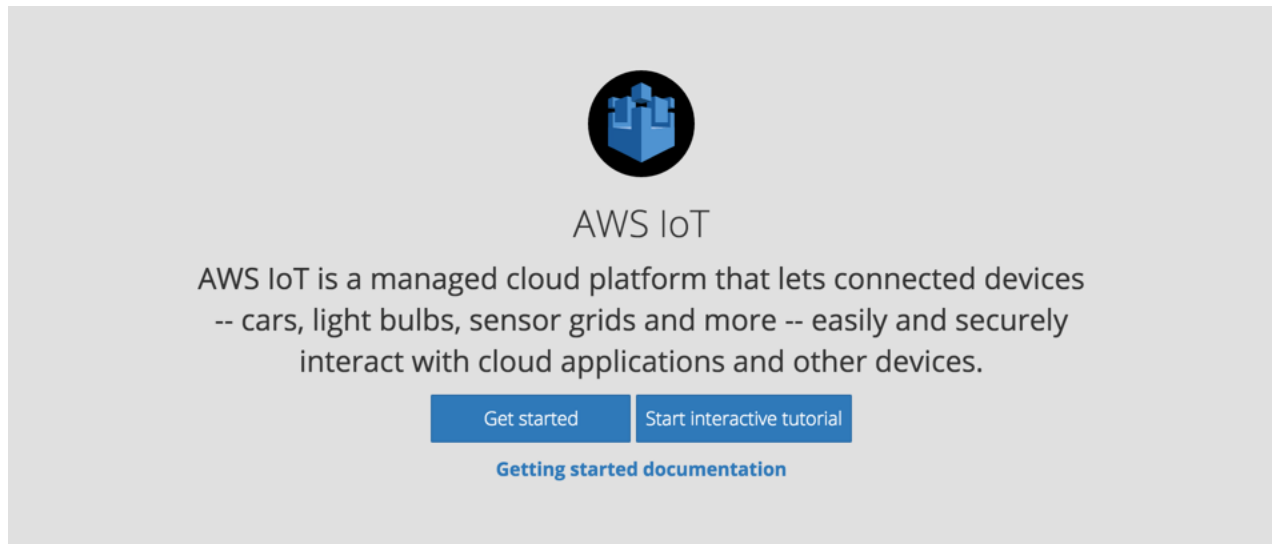 AWS IoT
AWS IoT is a managed cloud platform that lets connected devices
-- cars, light bulbs, sensor grids and more -- easily and securely
interact with cloud applications and other devices.
Get started
Start interactive tutorial
Getting started documentation